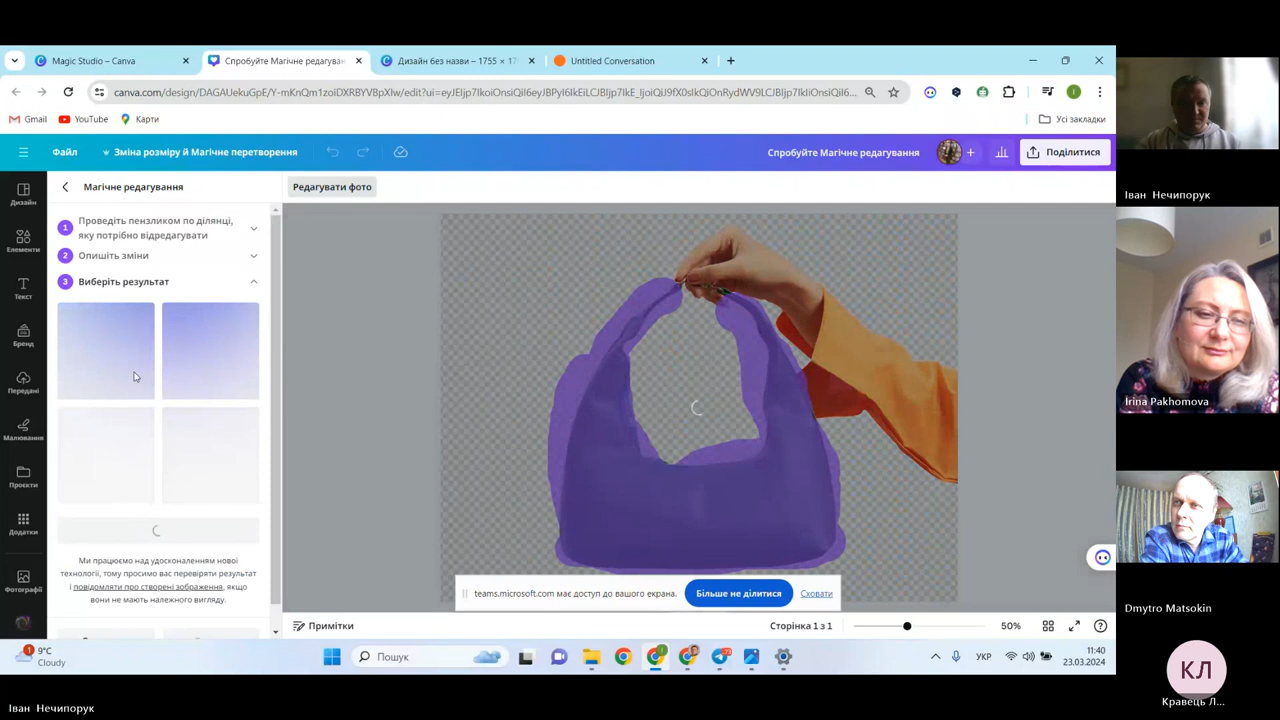 Magic Studio – Canva
Спробуйте Магічне редагуван
Дизайн без назви – 1755 × 17
Untitled Conversation
Gmail
YouTube
Карти
Усі закладки
Файл
Зміна розміру й Магічне перетворення
Спробуйте Магічне редагування
Поділитися
Дизайн
Елементи
Текст
Бренд
Передані
Малювання
Проєкти
Додатки
Фотографії
Магічне редагування
Редагувати фото
1 Проведіть пензликом по ділянці,
яку потрібно відредагувати
2 Опишіть зміни
3 Виберіть результат
Ми працюємо над удосконаленням нової
технології, тому просимо вас перевіряти результат
і повідомляти про створені зображення, якщо
вони не мають належного вигляду.
teams.microsoft.com має доступ до вашого екрана.
Більше не ділитися
Сховати
Примітки
Сторінка 1 з 1
50%
9°C
Cloudy
Пошук
УКР
11:40
23.03.2024
Іван Нечипорук
Irina Pakhomova
Dmytro Matsokin
КЛ
Кравець Л...
Іван Нечипорук